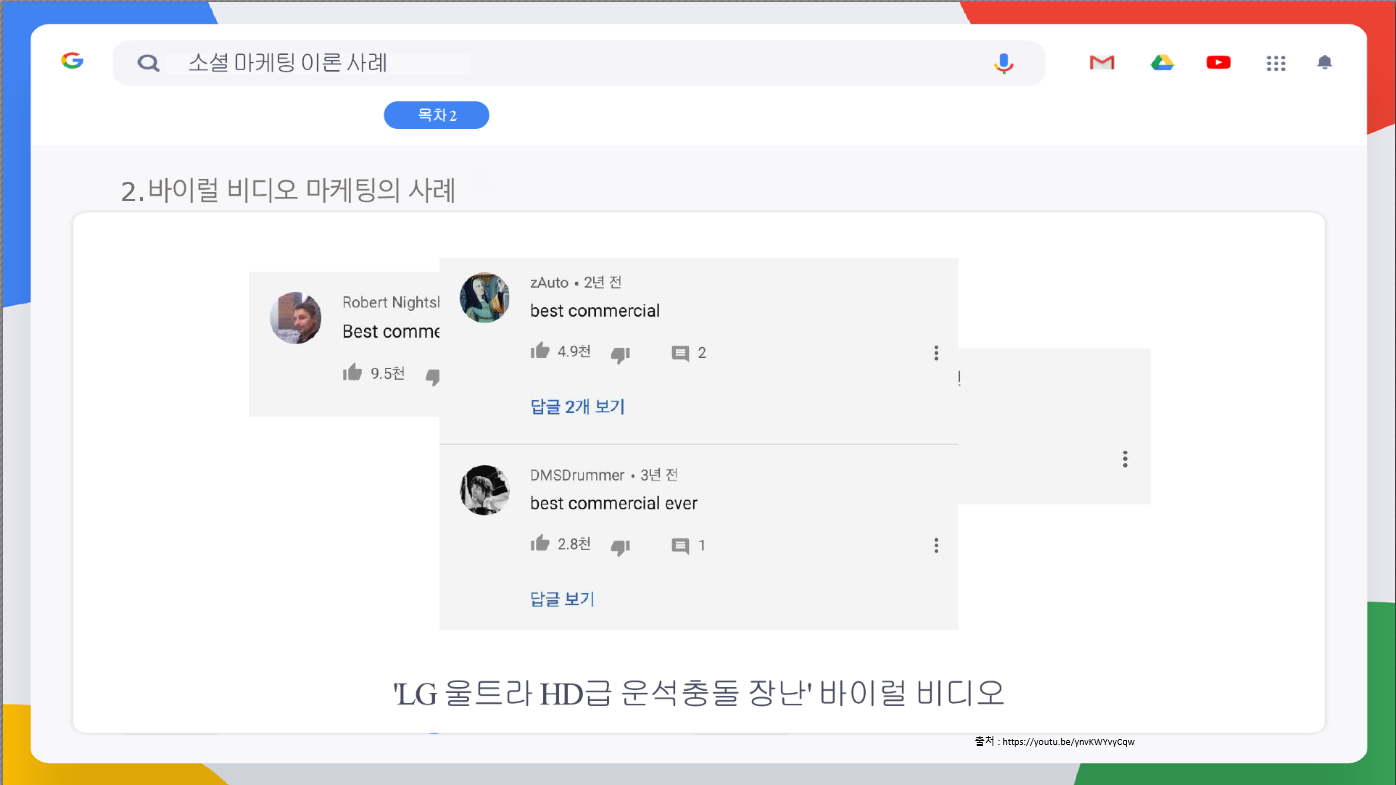 소셜 마케팅 이론 사례
목차 2
2.바이럴 비디오 마케팅의 사례
Robert
Best
9.5천
zAuto • 2년 전
best commercial
4.9천 2
답글 2개 보기
!
DMSDrummer • 3년 전
best commercial ever
2.8천 1
답글 보기
'LG 울트라 HD급 운석충돌 장난' 바이럴 비디오
출처 : https://youtu.be/ynvKWYvyCqw